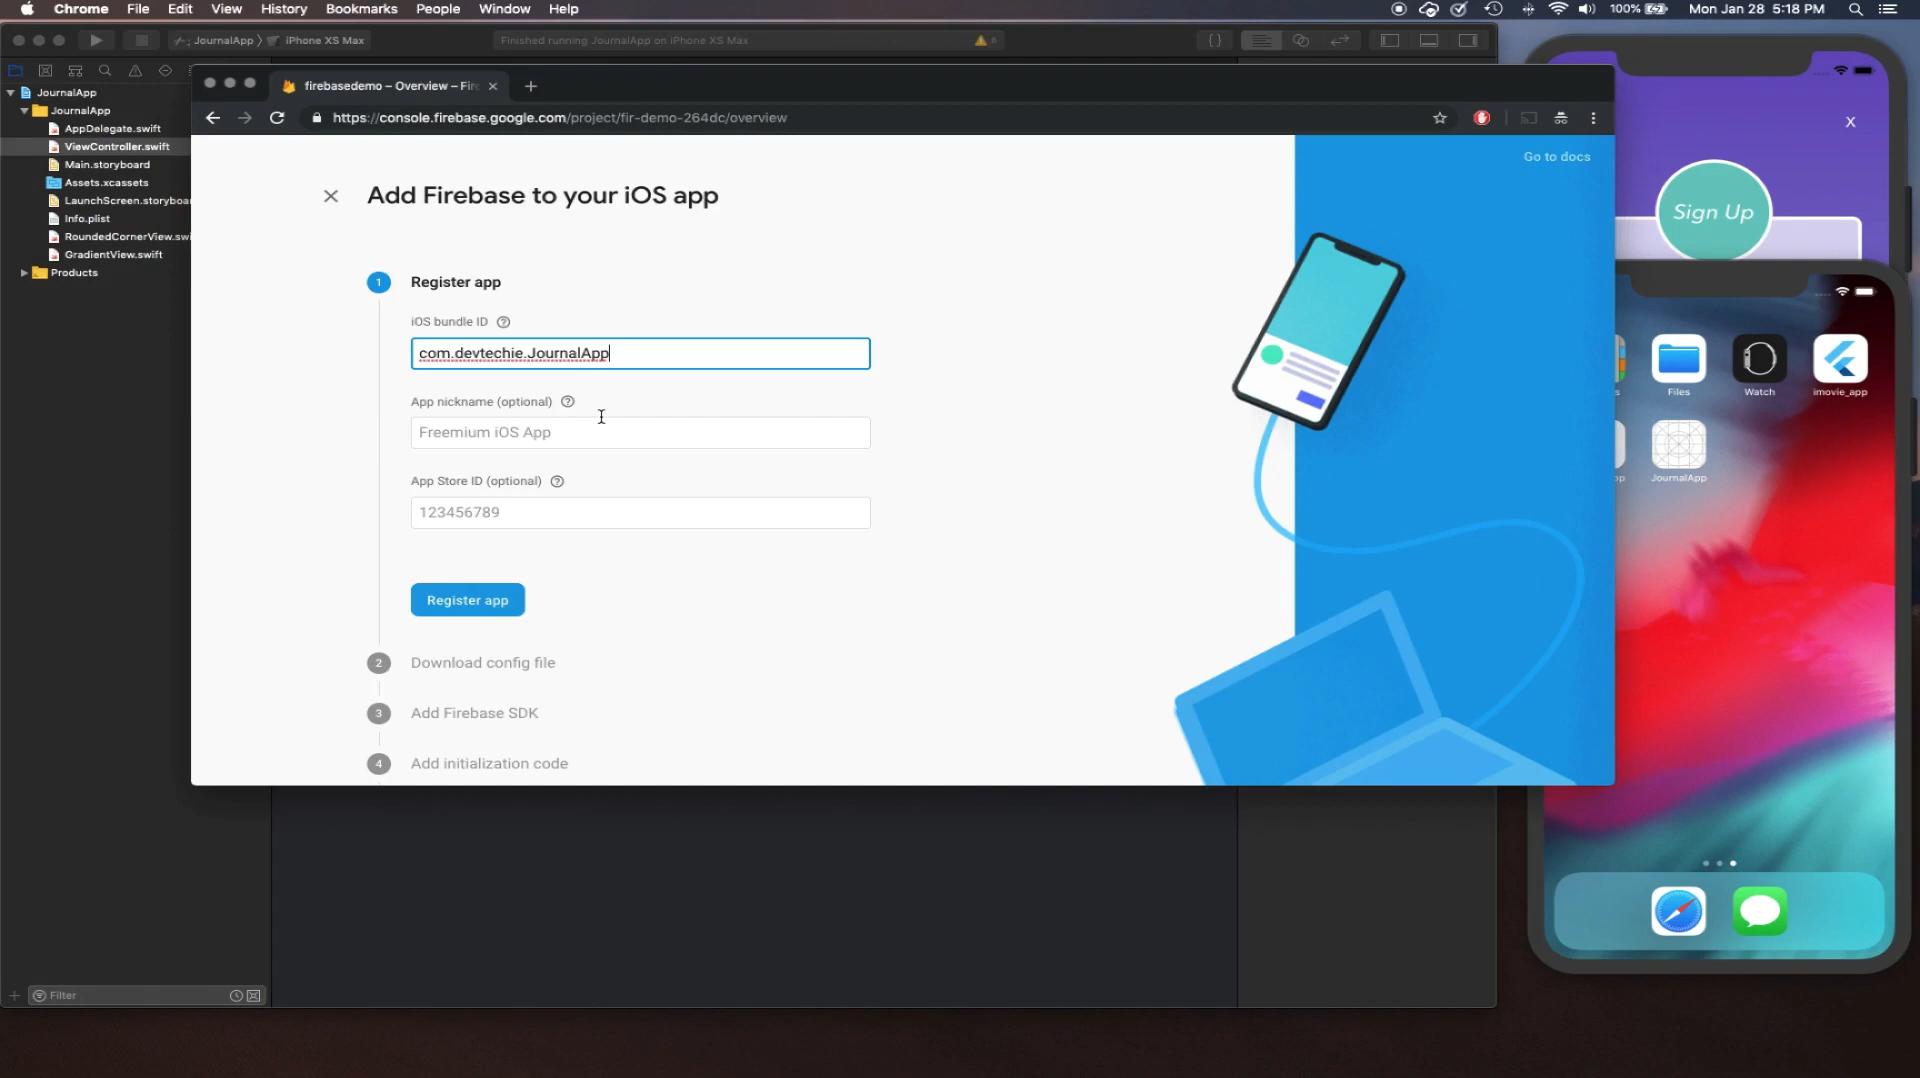 Chrome File Edit View History Bookmarks People Window Help 100% Mon Jan 28 5:18 PM
JournalApp iPhone XS Max Finished running JournalApp on iPhone XS Max
JournalApp
JournalApp
AppDelegate.swift
ViewController.swift
Main.storyboard
Assets.xcassets
LaunchScreen.storyboar
Info.plist
RoundedCornerView.swi
GradientView.swift
Products
Filter
firebasedemo – Overview – Fir
https://console.firebase.google.com/project/fir-demo-264dc/overview
Go to docs
Add Firebase to your iOS app
1 Register app
iOS bundle ID
com.devtechie.JournalApp
App nickname (optional)
Freemium iOS App
App Store ID (optional)
123456789
Register app
2 Download config file
3 Add Firebase SDK
4 Add initialization code
X
Sign Up
s Files Watch imovie_app
pp JournalApp